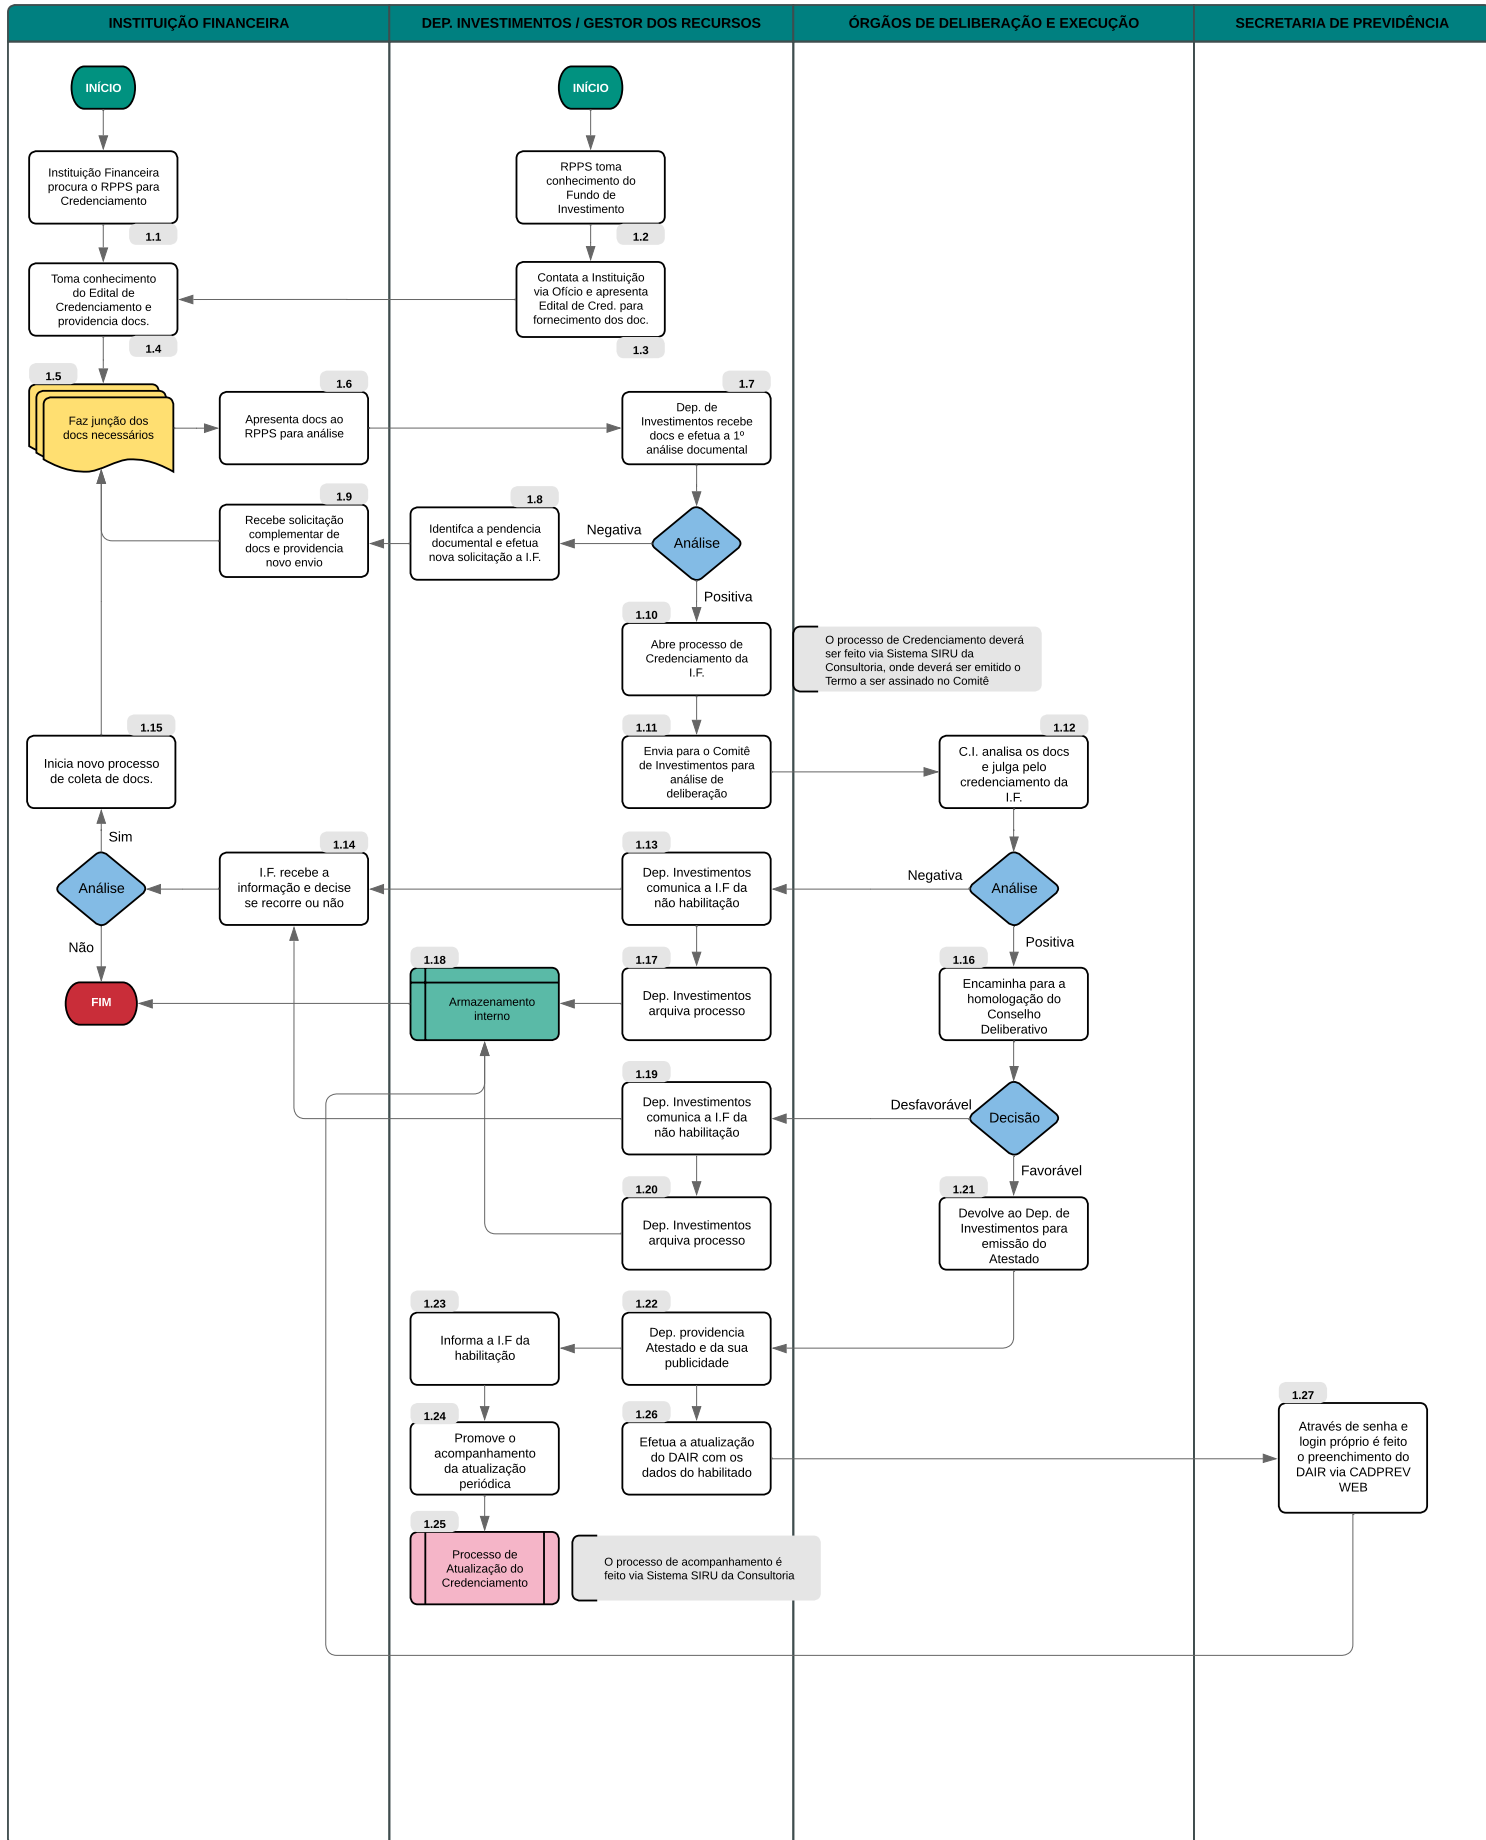 INSTITUIÇÃO FINANCEIRA
DEP. INVESTIMENTOS / GESTOR DOS RECURSOS
ÓRGÃOS DE DELIBERAÇÃO E EXECUÇÃO
SECRETARIA DE PREVIDÊNCIA
INÍCIO
INÍCIO
Instituição Financeira
procura o RPPS para
Credenciamento
1.1
RPPS toma
conhecimento do
Fundo de
Investimento
1.2
Toma conhecimento
do Edital de
Credenciamento e
providencia docs.
1.4
Contata a Instituição
via Ofício e apresenta
Edital de Cred. para
fornecimento dos doc.
1.3
1.5
Faz junção dos
docs necessários
1.6
Apresenta docs ao
RPPS para análise
1.7
Dep. de
Investimentos recebe
docs e efetua a 1º
análise documental
1.9
Recebe solicitação
complementar de
docs e providencia
novo envio
1.8
Identifca a pendencia
documental e efetua
nova solicitação a I.F.
Negativa
Análise
Positiva
1.10
Abre processo de
Credenciamento da
I.F.
O processo de Credenciamento deverá
ser feito via Sistema SIRU da
Consultoria, onde deverá ser emitido o
Termo a ser assinado no Comitê
1.15
Inicia novo processo
de coleta de docs.
1.11
Envia para o Comitê
de Investimentos para
análise de
deliberação
1.12
C.I. analisa os docs
e julga pelo
credenciamento da
I.F.
Sim
Análise
Não
1.14
I.F. recebe a
informação e decise
se recorre ou não
1.13
Dep. Investimentos
comunica a I.F da
não habilitação
Negativa
Análise
Positiva
FIM
1.18
Armazenamento
interno
1.17
Dep. Investimentos
arquiva processo
1.16
Encaminha para a
homologação do
Conselho
Deliberativo
1.19
Dep. Investimentos
comunica a I.F da
não habilitação
Desfavorável
Decisão
Favorável
1.20
Dep. Investimentos
arquiva processo
1.21
Devolve ao Dep. de
Investimentos para
emissão do
Atestado
1.23
Informa a I.F da
habilitação
1.22
Dep. providencia
Atestado e da sua
publicidade
1.24
Promove o
acompanhamento
da atualização
periódica
1.26
Efetua a atualização
do DAIR com os
dados do habilitado
1.27
Através de senha e
login próprio é feito
o preenchimento do
DAIR via CADPREV
WEB
1.25
Processo de
Atualização do
Credenciamento
O processo de acompanhamento é
feito via Sistema SIRU da Consultoria